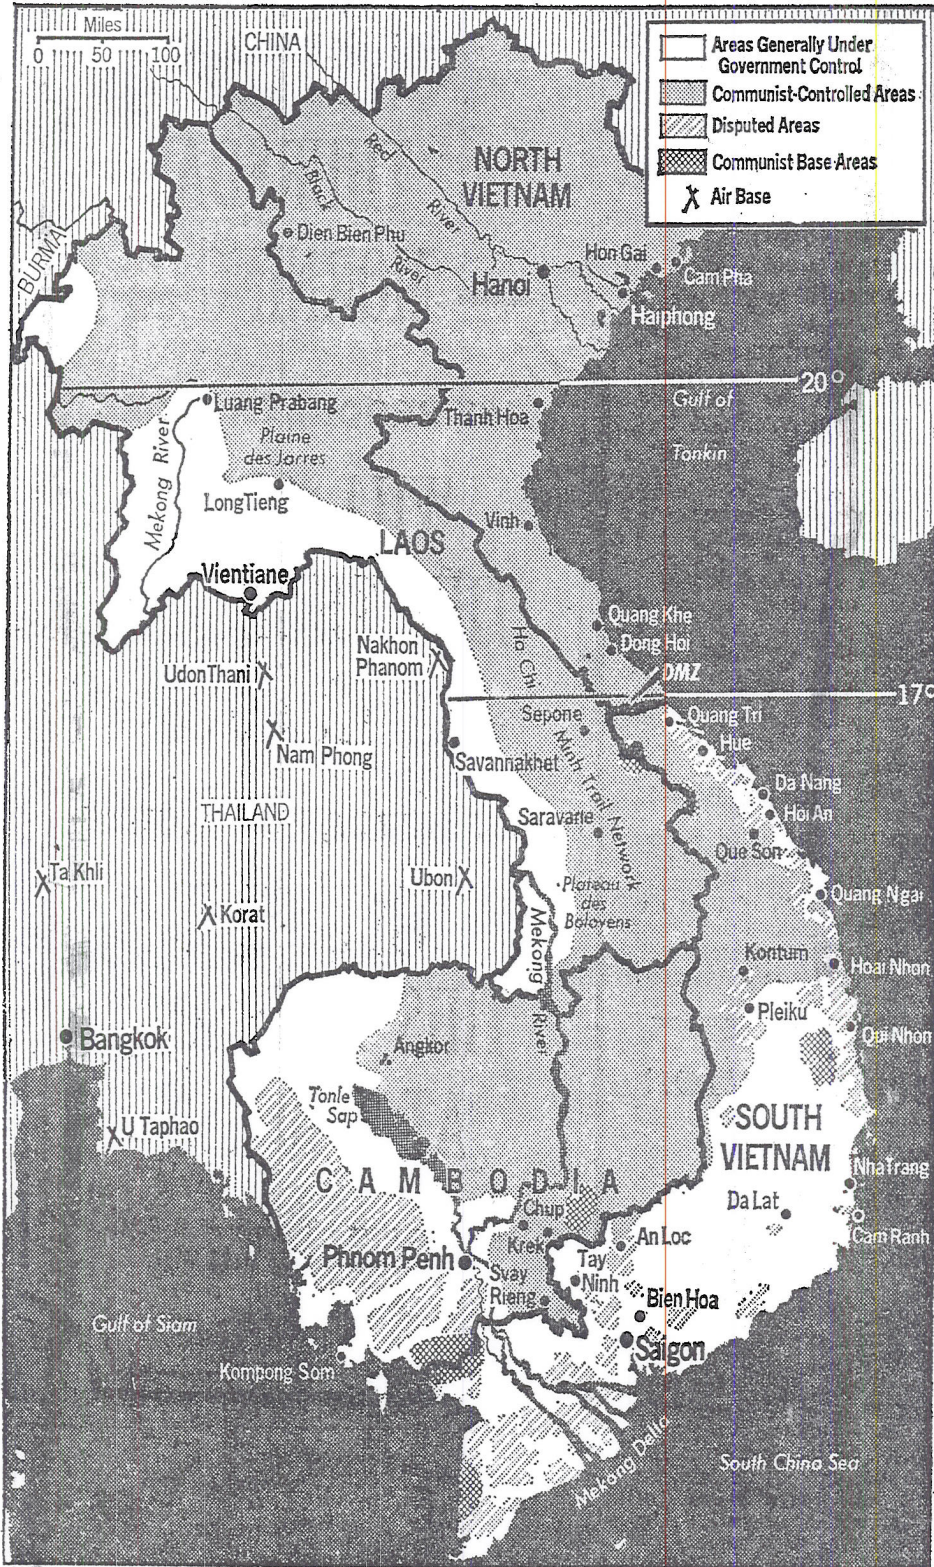 Miles
0 50 100
CHINA
Areas Generally Under
Government Control
Communist-Controlled Areas
Disputed Areas
Communist Base Areas
Air Base
NORTH
VIETNAM
Red
River
Black
River
BURMA
Dien Bien Phu
Hanoi
Hon Gai
Cam Pha
Haiphong
20°
Luang Prabang
Thanh Hoa
Gulf of
Tonkin
Plaine
des Jarres
Mekong River
Long Tieng
Vinh
LAOS
Vientiane
Quang Khe
Dong Hoi
Nakhon
Phanom
Udon Thani
DMZ
17°
Ho Chi
Minh Trail Network
Sepone
Quang Tri
Hue
Nam Phong
Savannakhet
Da Nang
Hoi An
THAILAND
Saravane
Que Son
Ta Khli
Ubon
Plateau
des
Bolovens
Quang Ngai
Korat
Mekong
River
Kontum
Hoai Nhon
Pleiku
Qui Nhon
Bangkok
Angkor
Tonle
Sap
U Taphao
SOUTH
VIETNAM
CAMBODIA
Nha Trang
Da Lat
Cam Ranh
Chup
Krek
An Loc
Phnom Penh
Tay
Ninh
Svay
Rieng
Bien Hoa
Saigon
Gulf of Siam
Kompong Som
Mekong Delta
South China Sea